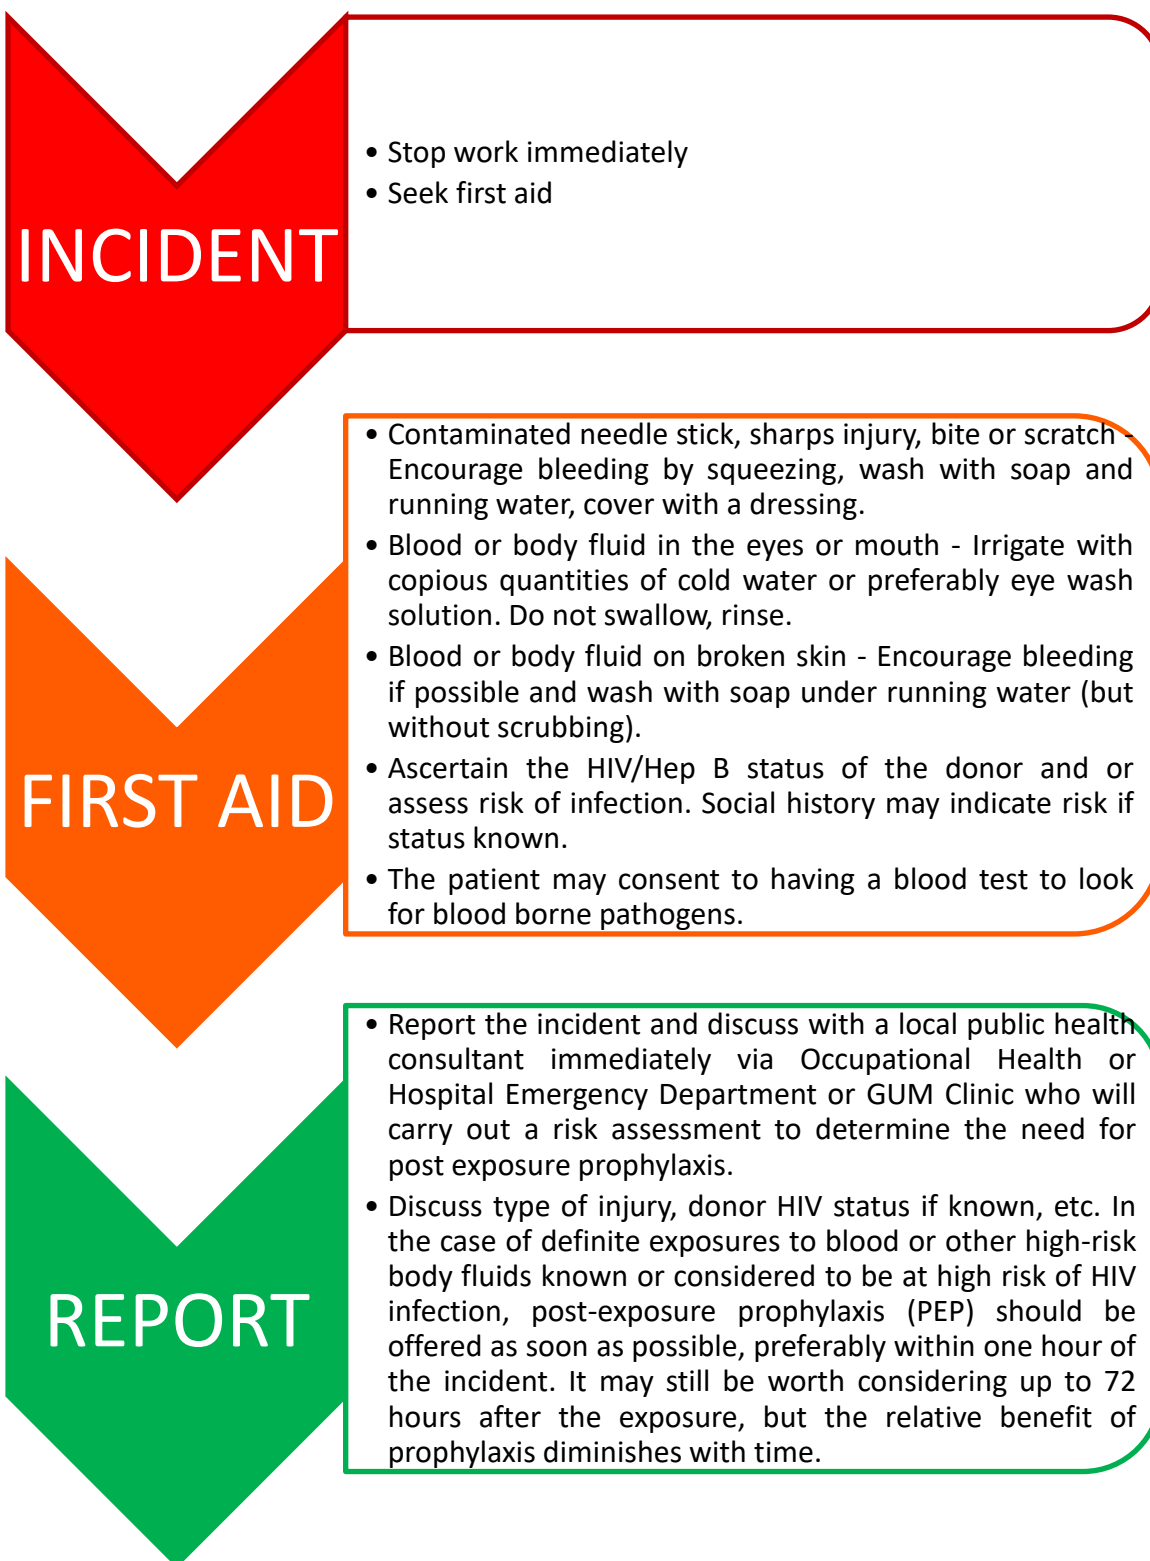 INCIDENT
• Stop work immediately
• Seek first aid
FIRST AID
• Contaminated needle stick, sharps injury, bite or scratch -
Encourage bleeding by squeezing, wash with soap and
running water, cover with a dressing.
• Blood or body fluid in the eyes or mouth - Irrigate with
copious quantities of cold water or preferably eye wash
solution. Do not swallow, rinse.
• Blood or body fluid on broken skin - Encourage bleeding
if possible and wash with soap under running water (but
without scrubbing).
• Ascertain the HIV/Hep B status of the donor and or
assess risk of infection. Social history may indicate risk if
status known.
• The patient may consent to having a blood test to look
for blood borne pathogens.
REPORT
• Report the incident and discuss with a local public health
consultant immediately via Occupational Health or
Hospital Emergency Department or GUM Clinic who will
carry out a risk assessment to determine the need for
post exposure prophylaxis.
• Discuss type of injury, donor HIV status if known, etc. In
the case of definite exposures to blood or other high-risk
body fluids known or considered to be at high risk of HIV
infection, post-exposure prophylaxis (PEP) should be
offered as soon as possible, preferably within one hour of
the incident. It may still be worth considering up to 72
hours after the exposure, but the relative benefit of
prophylaxis diminishes with time.